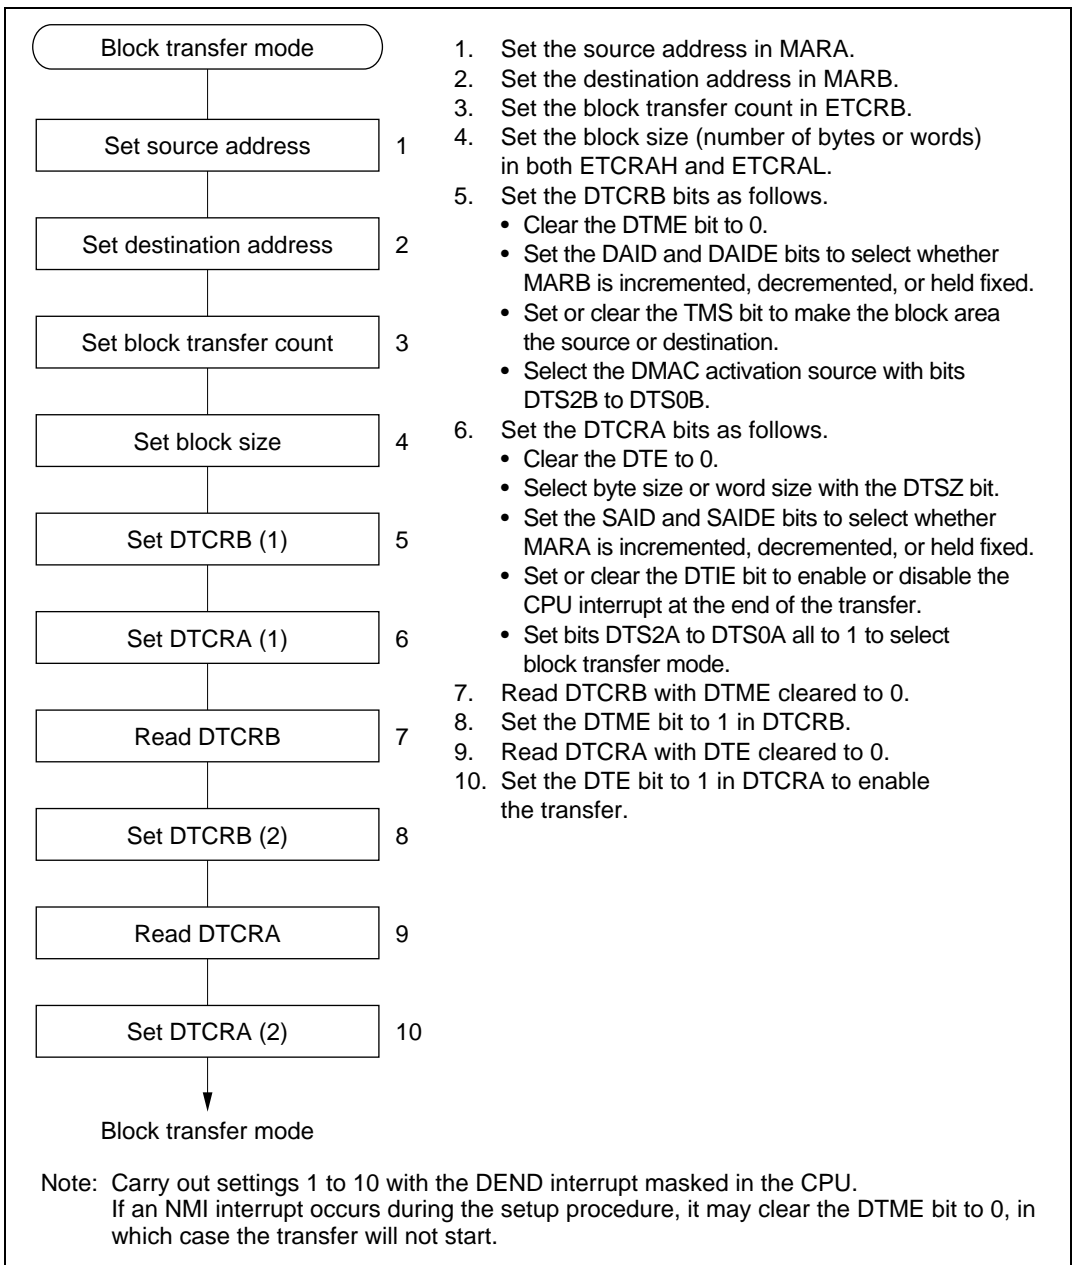 Block transfer mode
Set source address 1
Set destination address 2
Set block transfer count 3
Set block size 4
Set DTCRB (1) 5
Set DTCRA (1) 6
Read DTCRB 7
Set DTCRB (2) 8
Read DTCRA 9
Set DTCRA (2) 10
Block transfer mode
1. Set the source address in MARA.
2. Set the destination address in MARB.
3. Set the block transfer count in ETCRB.
4. Set the block size (number of bytes or words)
in both ETCRAH and ETCRAL.
5. Set the DTCRB bits as follows.
• Clear the DTME bit to 0.
• Set the DAID and DAIDE bits to select whether
MARB is incremented, decremented, or held fixed.
• Set or clear the TMS bit to make the block area
the source or destination.
• Select the DMAC activation source with bits
DTS2B to DTS0B.
6. Set the DTCRA bits as follows.
• Clear the DTE to 0.
• Select byte size or word size with the DTSZ bit.
• Set the SAID and SAIDE bits to select whether
MARA is incremented, decremented, or held fixed.
• Set or clear the DTIE bit to enable or disable the
CPU interrupt at the end of the transfer.
• Set bits DTS2A to DTS0A all to 1 to select
block transfer mode.
7. Read DTCRB with DTME cleared to 0.
8. Set the DTME bit to 1 in DTCRB.
9. Read DTCRA with DTE cleared to 0.
10. Set the DTE bit to 1 in DTCRA to enable
the transfer.
Note: Carry out settings 1 to 10 with the DEND interrupt masked in the CPU.
If an NMI interrupt occurs during the setup procedure, it may clear the DTME bit to 0, in
which case the transfer will not start.